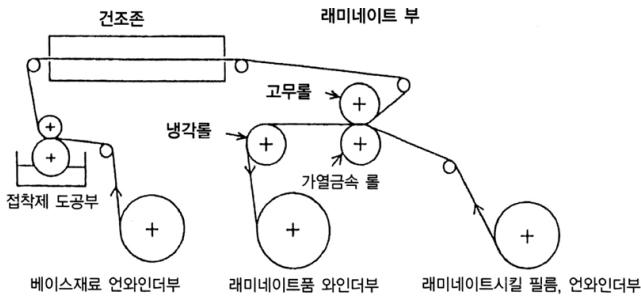 건조존
래미네이트 부
고무롤
냉각롤
가열금속 롤
접착제 도공부
베이스재료 언와인더부
래미네이트품 와인더부
래미네이트시킬 필름, 언와인더부